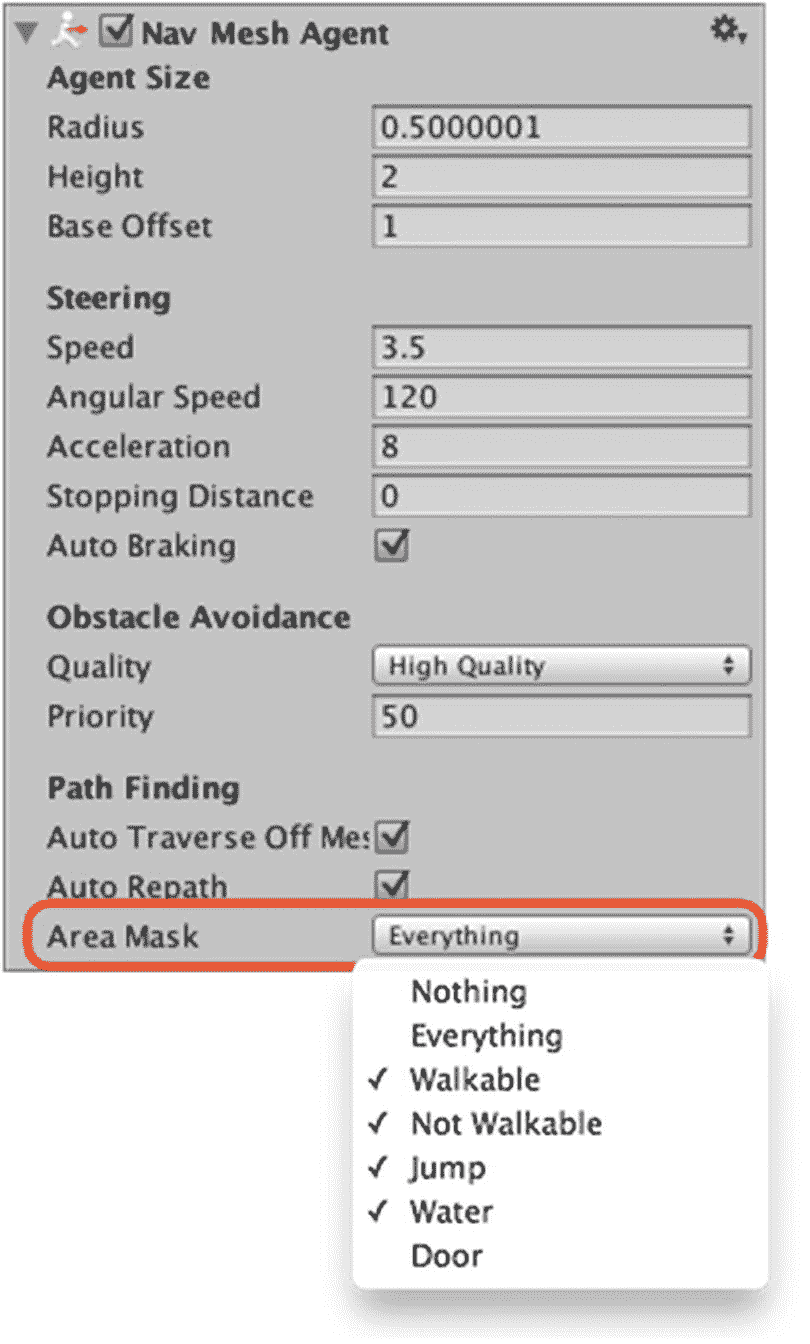 Nav Mesh Agent
Agent Size
Radius 0.5000001
Height 2
Base Offset 1
Steering
Speed 3.5
Angular Speed 120
Acceleration 8
Stopping Distance 0
Auto Braking
Obstacle Avoidance
Quality High Quality
Priority 50
Path Finding
Auto Traverse Off Mes
Auto Repath
Area Mask Everything
Nothing
Everything
✓ Walkable
✓ Not Walkable
✓ Jump
✓ Water
Door